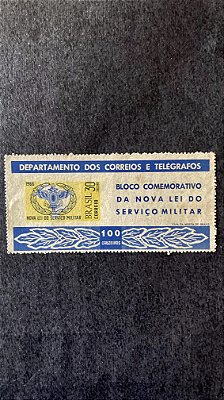 DEPARTAMENTO DOS CORREIOS E TELÉGRAFOS
1966
BRASIL 30
CORREIO
NOVA LEI DO SERVIÇO MILITAR
BLOCO COMEMORATIVO
DA NOVA LEI DO
SERVIÇO MILITAR
100
CRUZEIROS